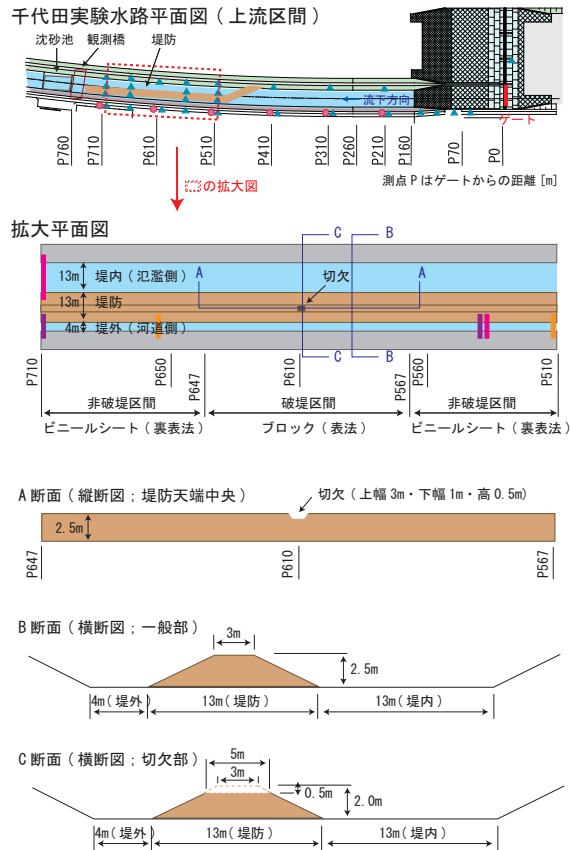 千代田実験水路平面図(上流区間)
沈砂池 観測橋 堤防
流下方向
ゲート
P760 P710 P610 P510 P410 P310 P260 P210 P160 P70 P0
測点 P はゲートからの距離 [m]
の拡大図
拡大平面図
C B
13m 堤内(氾濫側) A 切欠 A
13m 堤防
4m 堤外(河道側)
C B
P710 P650 P647 P610 P567 P560 P510
非破堤区間 破堤区間 非破堤区間
ビニールシート(裏表法) ブロック(表法) ビニールシート(裏表法)
A 断面(縦断図;堤防天端中央) 切欠(上幅 3m・下幅 1m・高 0.5m)
2.5m
P647 P610 P567
B 断面(横断図;一般部)
3m
2.5m
4m(堤外) 13m(堤防) 13m(堤内)
C 断面(横断図;切欠部)
5m
3m
0.5m 2.0m
4m(堤外) 13m(堤防) 13m(堤内)